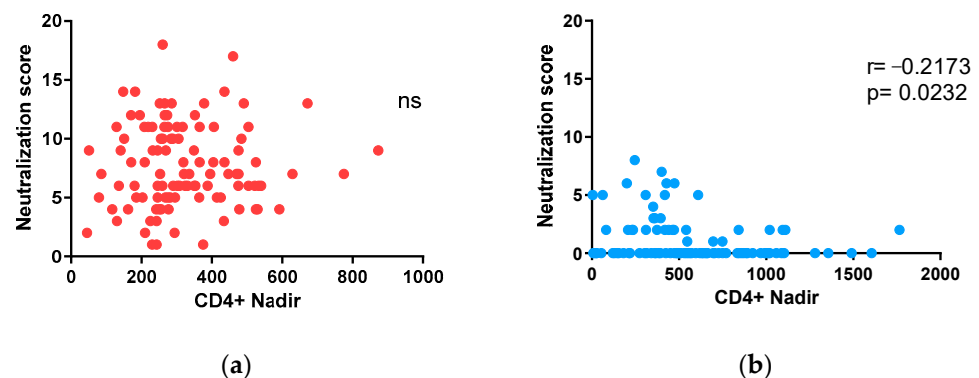 20
15
10
5
0
Neutralization score
ns
0 200 400 600 800 1000
CD4+ Nadir
(a)
20
15
10
5
0
Neutralization score
r= −0.2173
p= 0.0232
0 500 1000 1500 2000
CD4+ Nadir
(b)